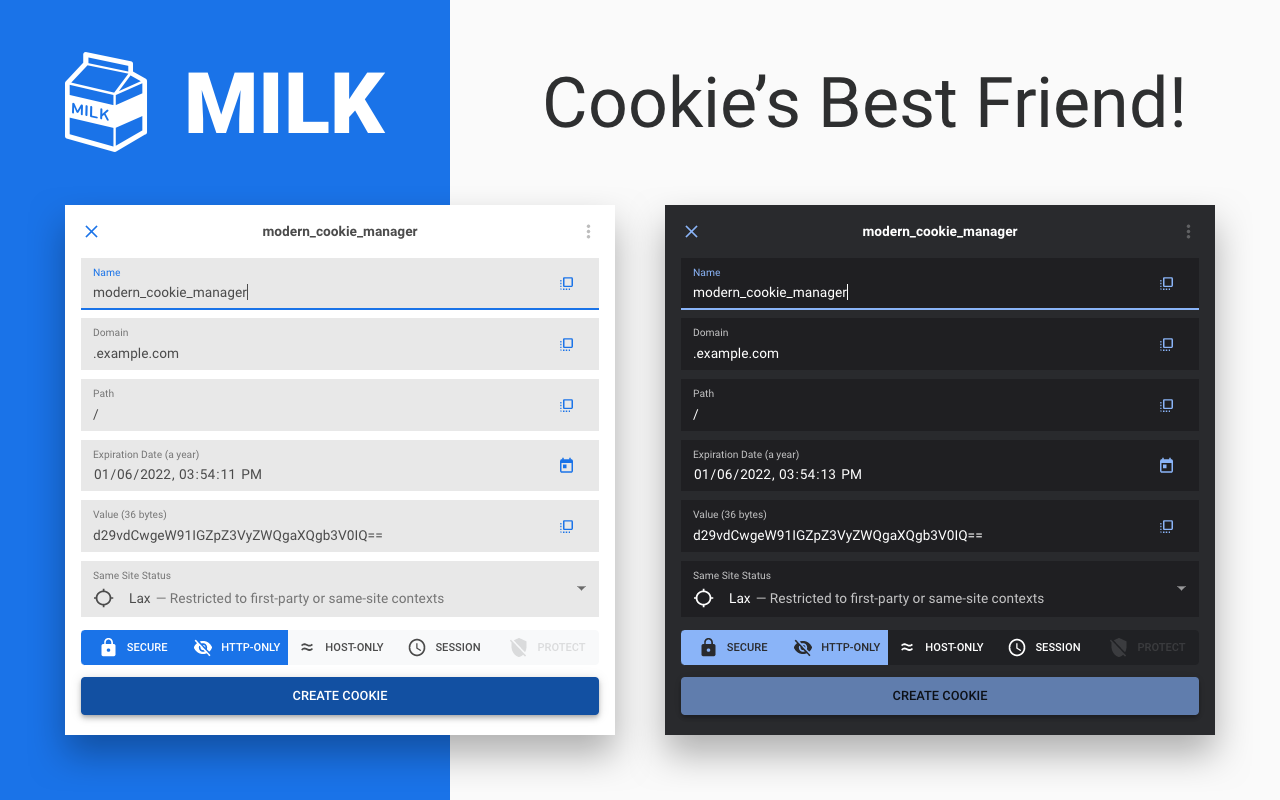 MILK
MILK
Cookie’s Best Friend!
modern_cookie_manager
Name
modern_cookie_manager
Domain
.example.com
Path
/
Expiration Date (a year)
01/06/2022, 03:54:11 PM
Value (36 bytes)
d29vdCwgeW91IGZpZ3VyZWQgaXQgb3V0IQ==
Same Site Status
Lax — Restricted to first-party or same-site contexts
SECURE HTTP-ONLY HOST-ONLY SESSION PROTECT
CREATE COOKIE
modern_cookie_manager
Name
modern_cookie_manager
Domain
.example.com
Path
/
Expiration Date (a year)
01/06/2022, 03:54:13 PM
Value (36 bytes)
d29vdCwgeW91IGZpZ3VyZWQgaXQgb3V0IQ==
Same Site Status
Lax — Restricted to first-party or same-site contexts
SECURE HTTP-ONLY HOST-ONLY SESSION PROTECT
CREATE COOKIE